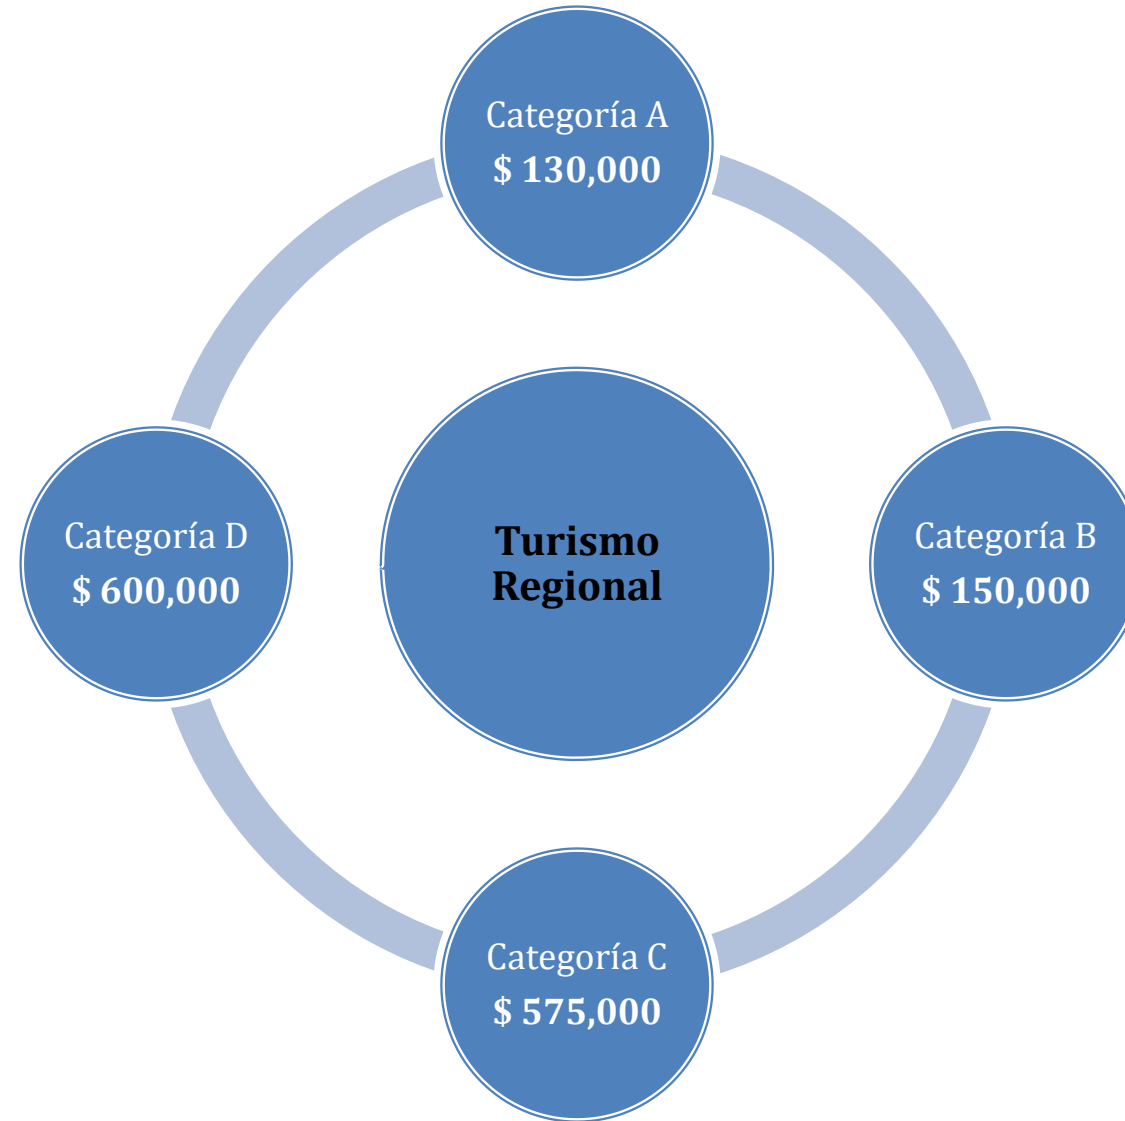 Categoría A
$ 130,000
Categoría D
$ 600,000
Turismo
Regional
Categoría B
$ 150,000
Categoría C
$ 575,000